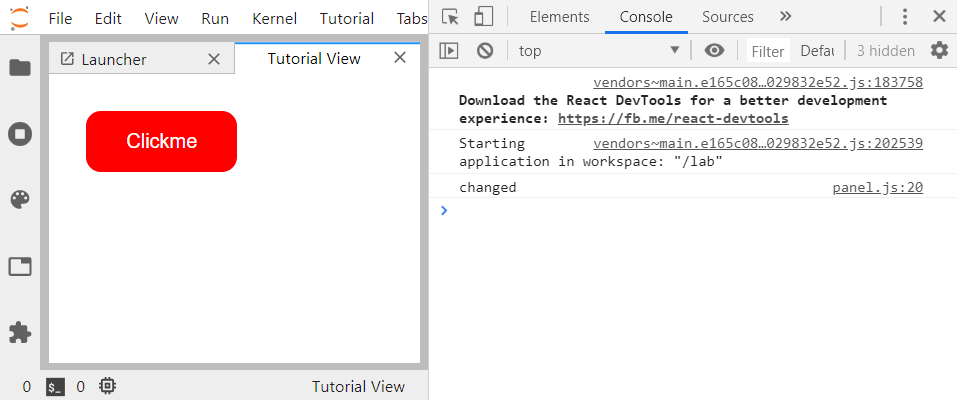 File Edit View Run Kernel Tutorial Tabs
Launcher
Tutorial View
Clickme
0 $_ 0
Tutorial View
Elements Console Sources »
top Filter Defau 3 hidden
vendors~main.e165c08…029832e52.js:183758
Download the React DevTools for a better development
experience: https://fb.me/react-devtools
Starting vendors~main.e165c08…029832e52.js:202539
application in workspace: "/lab"
changed panel.js:20